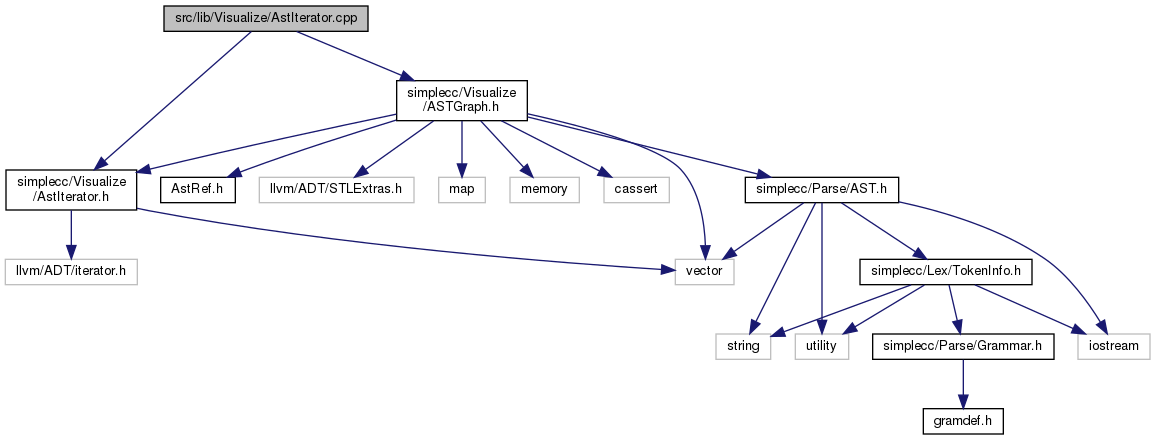 src/lib/Visualize/AstIterator.cpp
simplecc/Visualize
/ASTGraph.h
simplecc/Visualize
/AstIterator.h
AstRef.h
llvm/ADT/STLExtras.h
map
memory
cassert
simplecc/Parse/AST.h
llvm/ADT/iterator.h
vector
simplecc/Lex/TokenInfo.h
string
utility
simplecc/Parse/Grammar.h
iostream
gramdef.h